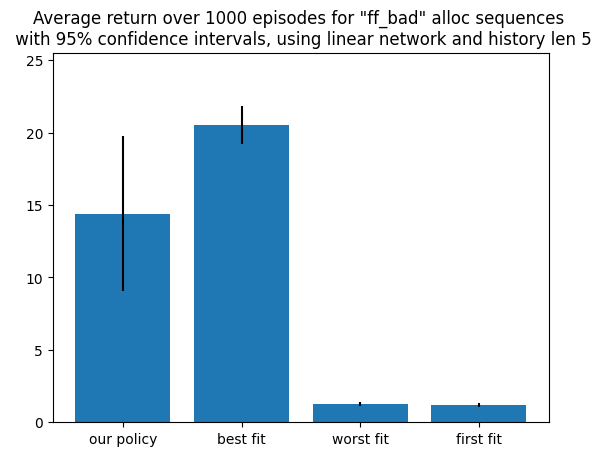 Average return over 1000 episodes for "ff_bad" alloc sequences
with 95% confidence intervals, using linear network and history len 5
25
20
15
10
5
0
our policy best fit worst fit first fit